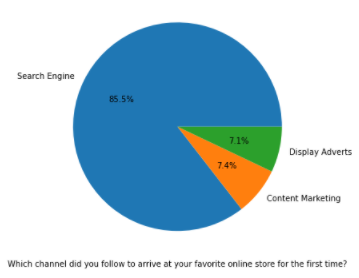 Search Engine
85.5%
7.1%
Display Adverts
7.4%
Content Marketing
Which channel did you follow to arrive at your favorite online store for the first time?